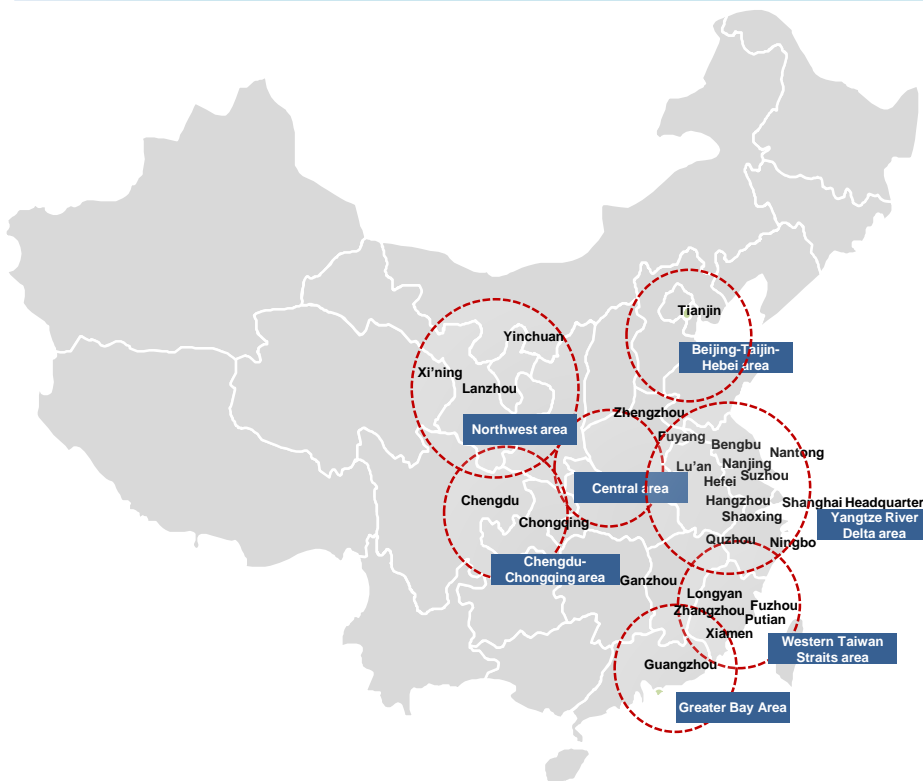 Tianjin
Beijing-Taijin-
Hebei area
Yinchuan
Xi'ning
Lanzhou
Northwest area
Zhengzhou
Fuyang
Bengbu
Nantong
Lu'an
Nanjing
Suzhou
Hefei
Central area
Hangzhou
Shanghai Headquarter
Shaoxing
Yangtze River
Delta area
Quzhou
Ningbo
Chengdu
Chongqing
Chengdu-
Chongqing area
Ganzhou
Longyan
Fuzhou
Zhangzhou
Putian
Xiamen
Western Taiwan
Straits area
Guangzhou
Greater Bay Area